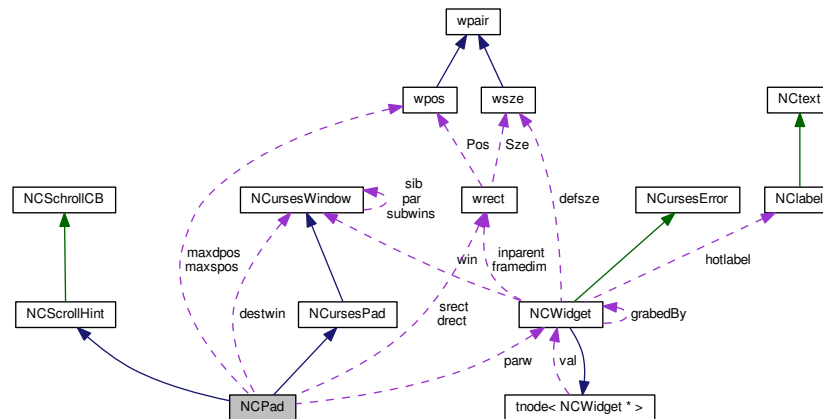 wpair
wpos
wsze
NCtext
Pos
Sze
NCSchrollCB
NCursesWindow
sib
par
subwins
wrect
defsze
NCursesError
NClabel
maxdpos
maxspos
win
inparent
framedim
hotlabel
destwin
NCScrollHint
NCursesPad
srect
drect
NCWidget
grabedBy
parw
val
NCPad
tnode< NCWidget * >